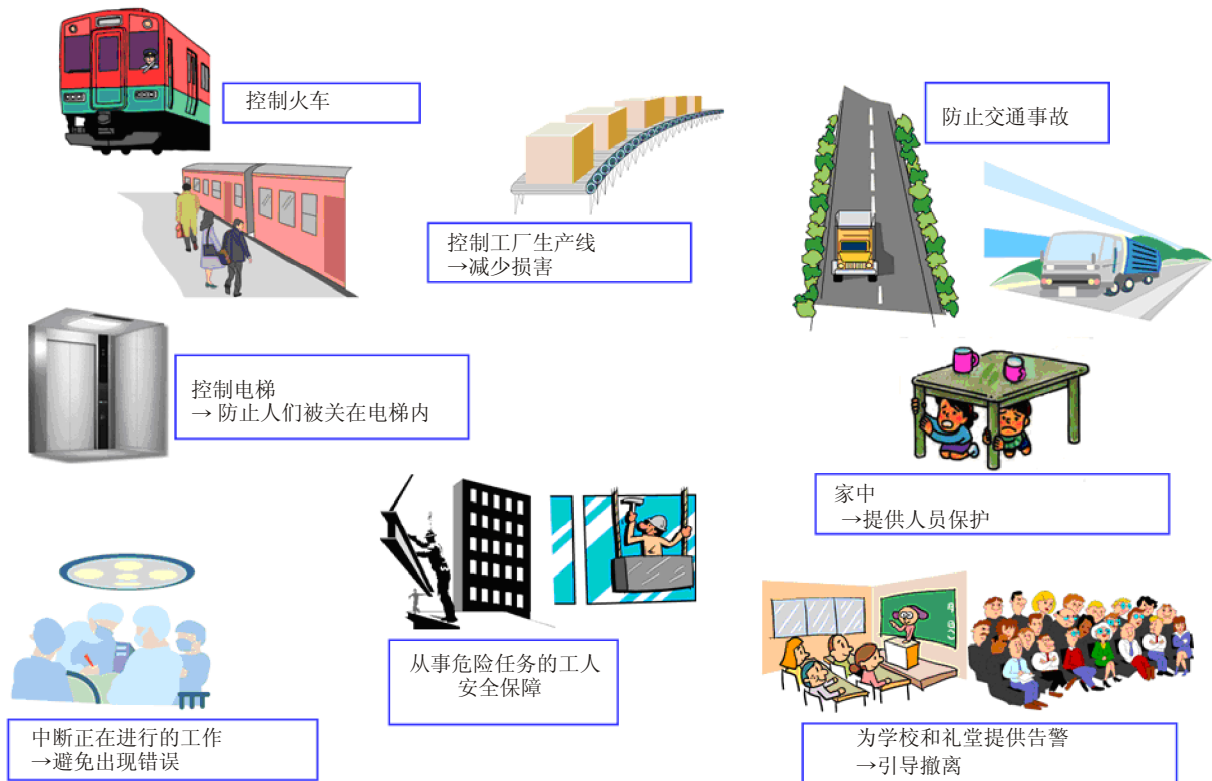 控制火车
防止交通事故
控制工厂生产线
→减少损害
控制电梯
→ 防止人们被关在电梯内
家中
→提供人员保护
从事危险任务的工人
安全保障
中断正在进行的工作
→避免出现错误
为学校和礼堂提供告警
→引导撤离